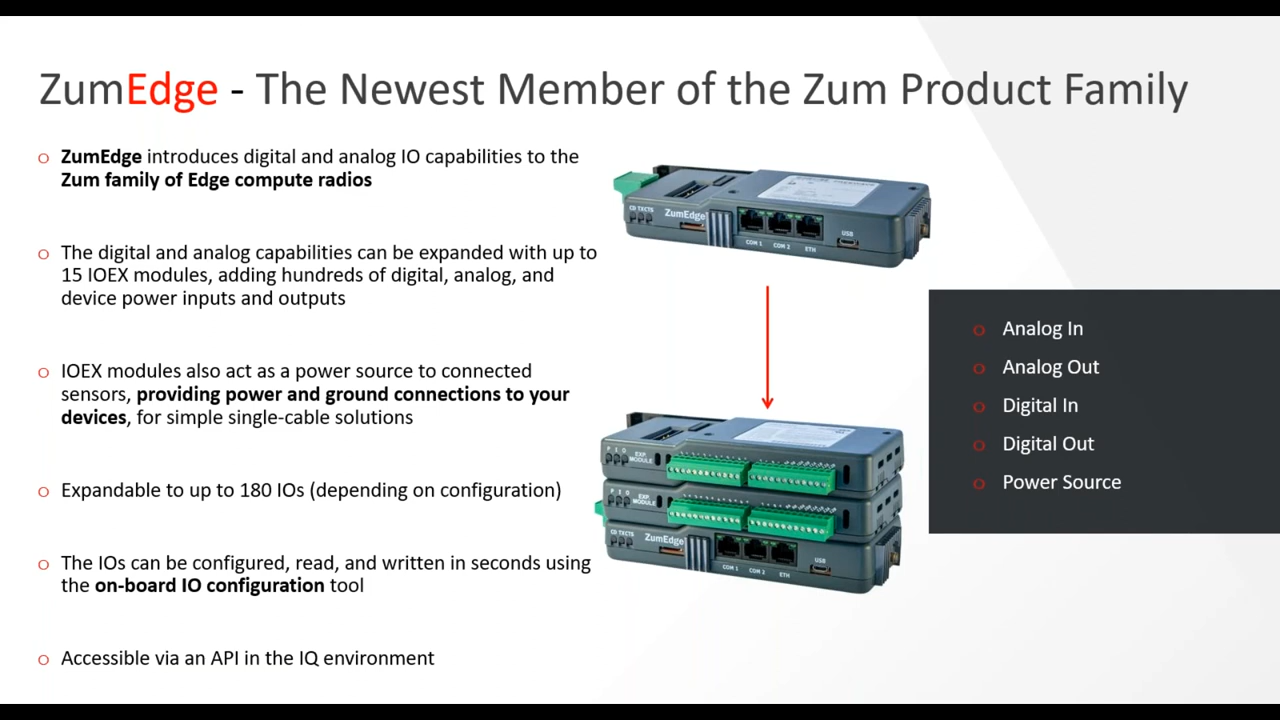 ZumEdge - The Newest Member of the Zum Product Family
o ZumEdge introduces digital and analog IO capabilities to the
Zum family of Edge compute radios
o The digital and analog capabilities can be expanded with up to
15 IOEX modules, adding hundreds of digital, analog, and
device power inputs and outputs
o IOEX modules also act as a power source to connected
sensors, providing power and ground connections to your
devices, for simple single-cable solutions
o Expandable to up to 180 IOs (depending on configuration)
o The IOs can be configured, read, and written in seconds using
the on-board IO configuration tool
o Accessible via an API in the IQ environment
CD TX CTS
ZumEdge
COM 1 COM 2 ETH
USB
P I O
EXP
MODULE
P I O
EXP
MODULE
CD TX CTS
ZumEdge
COM 1 COM 2 ETH
USB
o Analog In
o Analog Out
o Digital In
o Digital Out
o Power Source